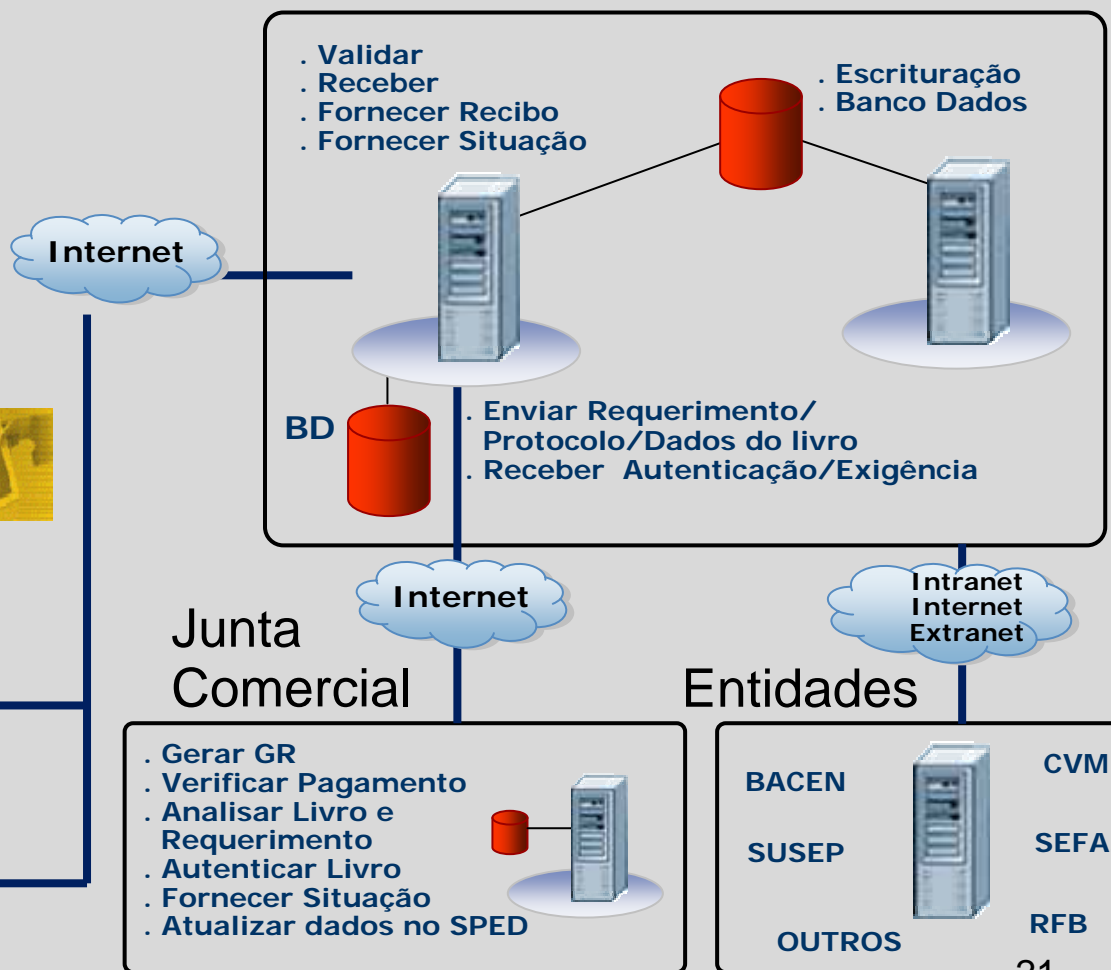 . Validar
. Receber
. Fornecer Recibo
. Fornecer Situação
. Escrituração
. Banco Dados
Internet
BD
. Enviar Requerimento/
Protocolo/Dados do livro
. Receber Autenticação/Exigência
Internet
Intranet
Internet
Extranet
Junta
Comercial
Entidades
. Gerar GR
. Verificar Pagamento
. Analisar Livro e
Requerimento
. Autenticar Livro
. Fornecer Situação
. Atualizar dados no SPED
BACEN
CVM
SUSEP
SEFA
RFB
OUTROS